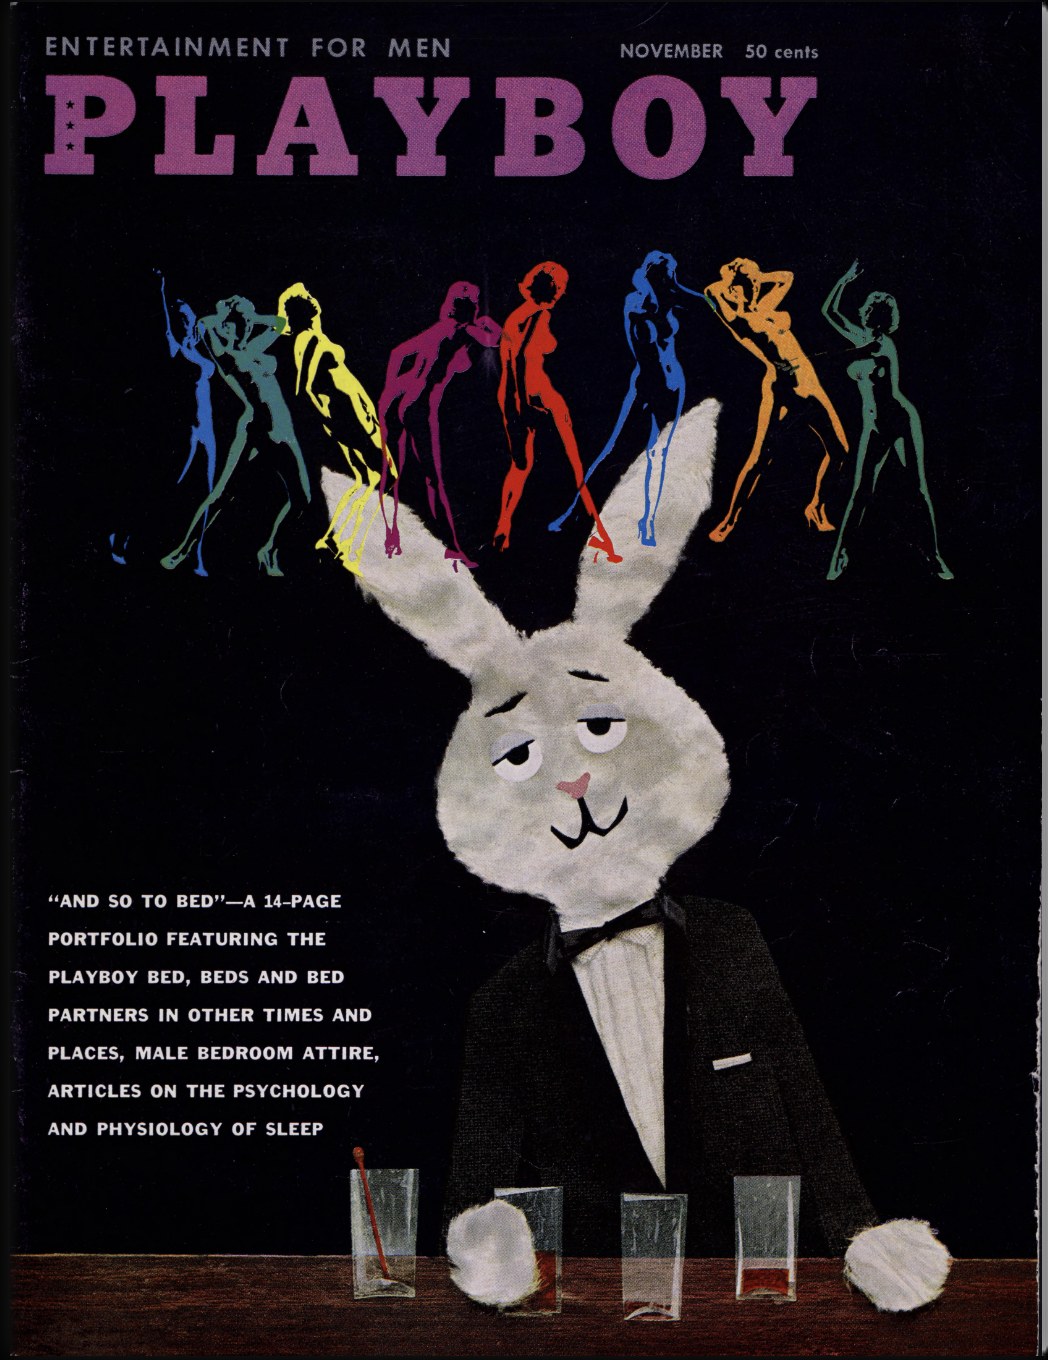 ENTERTAINMENT FOR MEN
NOVEMBER 50 cents
PLAYBOY
“AND SO TO BED”—A 14-PAGE
PORTFOLIO FEATURING THE
PLAYBOY BED, BEDS AND BED
PARTNERS IN OTHER TIMES AND
PLACES, MALE BEDROOM ATTIRE,
ARTICLES ON THE PSYCHOLOGY
AND PHYSIOLOGY OF SLEEP